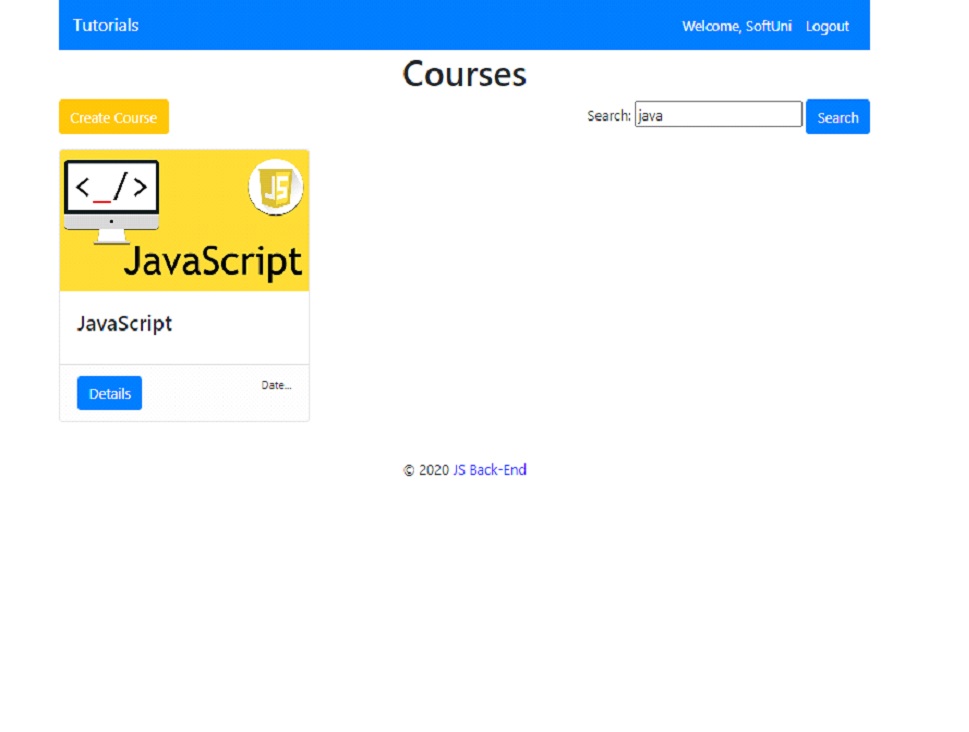 Tutorials Welcome, SoftUni Logout
Courses
Create Course Search: java Search
<_/>
JS
JavaScript
JavaScript
Details Date...
© 2020 JS Back-End